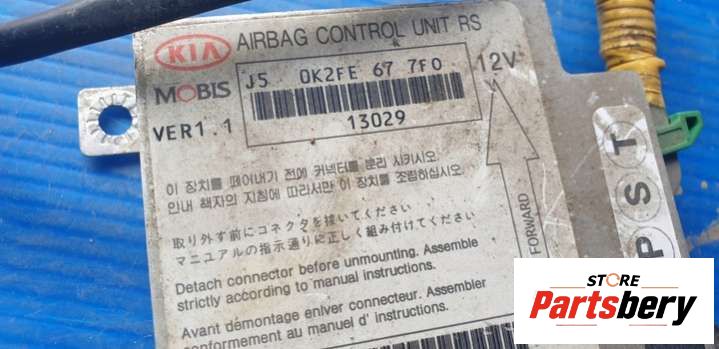 KIA AIRBAG CONTROL UNIT RS
MOBIS J5 0K2FE 67 7F0 12V
VER1.1 13029
이 장치를 떼어내기 전에 커넥터를 분리 시키시오.
안내 책자의 지침에 따라서만 이 장치를 조립하십시오.
取り外す前にコネクタを抜いてください
マニュアルの指示通りに正しく組み付けてください
Detach connector before unmounting. Assemble
strictly according to manual instructions.
Avant démontage enlver connecteur. Assembler
conformement au manuel d' instructions.
FORWARD
P S T
STORE
Partsbery